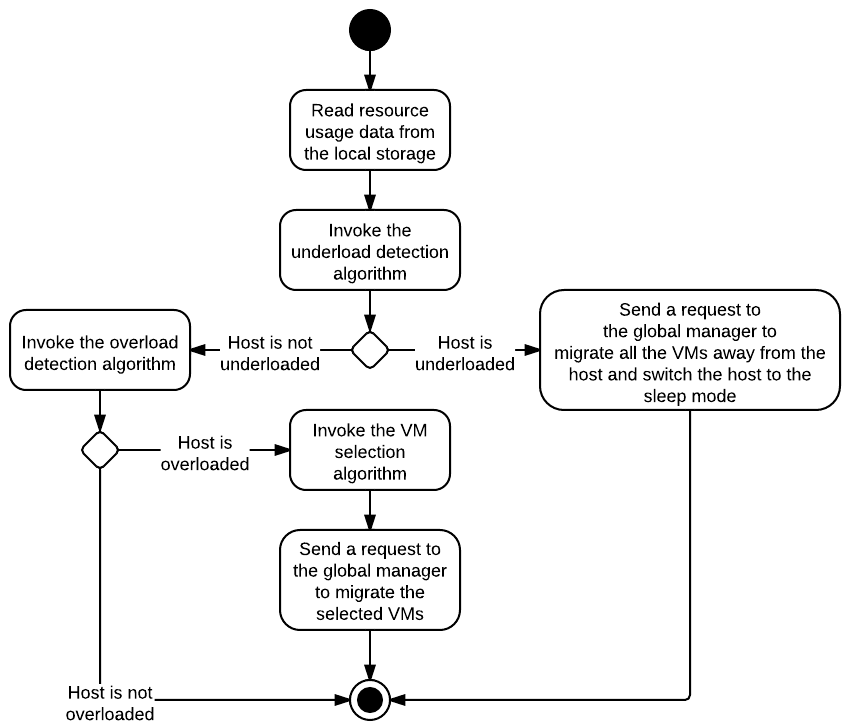 Read resource
usage data from
the local storage
Invoke the
underload detection
algorithm
Host is not
underloaded
Host is
underloaded
Send a request to
the global manager to
migrate all the VMs away from the
host and switch the host to the
sleep mode
Invoke the overload
detection algorithm
Host is
overloaded
Invoke the VM
selection
algorithm
Send a request to
the global manager
to migrate the
selected VMs
Host is not
overloaded